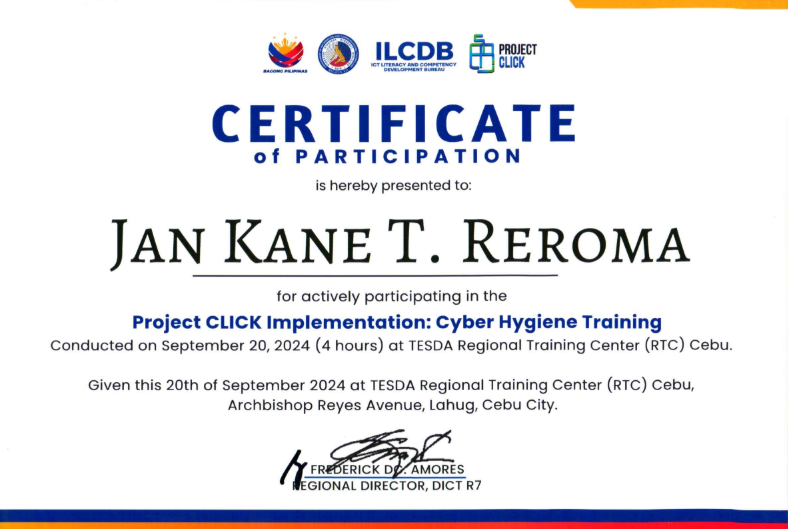 BAGONG PILIPINAS
ILCDB
ICT LITERACY AND COMPETENCY
DEVELOPMENT BUREAU
PROJECT
CLICK
CERTIFICATE
of PARTICIPATION
is hereby presented to:
JAN KANE T. REROMA
for actively participating in the
Project CLICK Implementation: Cyber Hygiene Training
Conducted on September 20, 2024 (4 hours) at TESDA Regional Training Center (RTC) Cebu.
Given this 20th of September 2024 at TESDA Regional Training Center (RTC) Cebu,
Archbishop Reyes Avenue, Lahug, Cebu City.
FREDERICK DC. AMORES
REGIONAL DIRECTOR, DICT R7